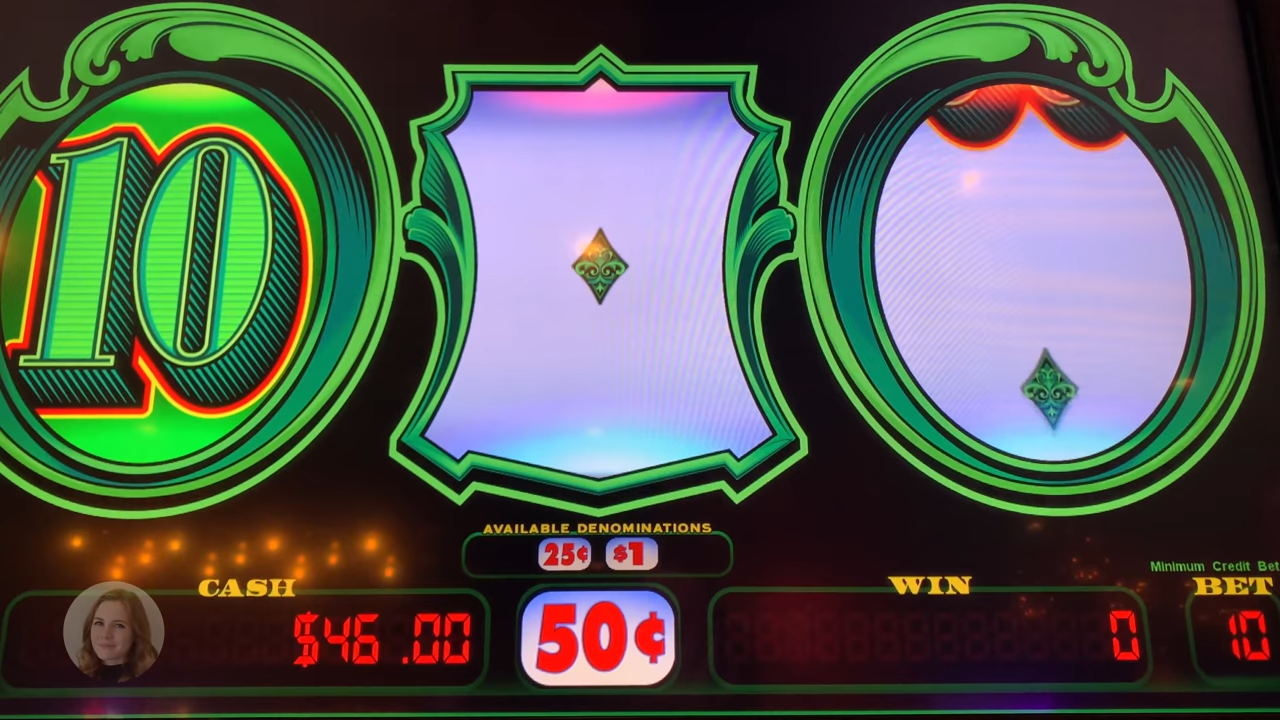 10
AVAILABLE DENOMINATIONS
25¢ $1
Minimum Credit Bet
CASH
WIN
BET
$46.00
50¢
0
10